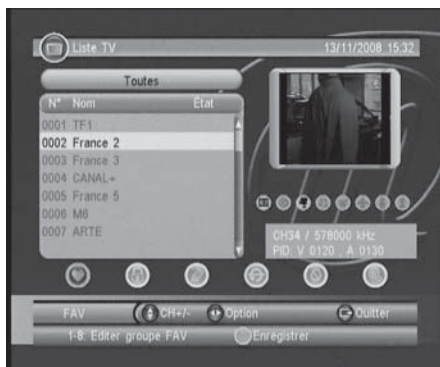 Liste TV
13/11/2008 15:32
Toutes
N° Nom État
0001 TF1
0002 France 2
0003 France 3
0004 CANAL+
0005 France 5
0006 M6
0007 ARTE
CH34 / 578000 kHz
PID: V 0120 , A 0130
FAV CH+/- Option Quitter
1-8: Editer groupe FAV Enregistrer